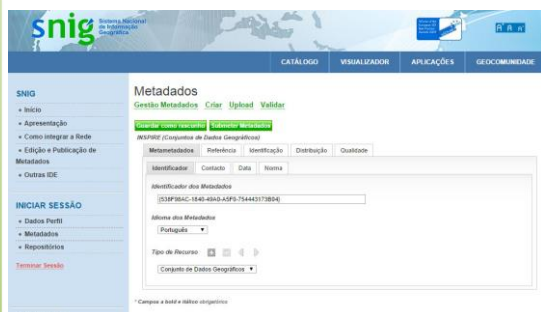 snig Sistema Nacional
de Informação
Geográfica
A A A
CATÁLOGO VISUALIZADOR APLICAÇÕES GEOCOMUNIDADE
SNIG
Início
Apresentação
Como integrar a Rede
Edição e Publicação de
Metadados
Outras IDE
INICIAR SESSÃO
Dados Perfil
Metadados
Repositórios
Terminar Sessão
Metadados
Gestão Metadados Criar Upload Validar
Guardar como rascunho Submeter Metadados
INSPIRE (Conjuntos de Dados Geográficos)
Metametadados Referência Identificação Distribuição Qualidade
Identificador Contacto Data Norma
Identificador dos Metadados
Idioma dos Metadados
Português
Tipo de Recurso
Conjunto de Dados Geográficos
* Campos a bold e itálico obrigatórios